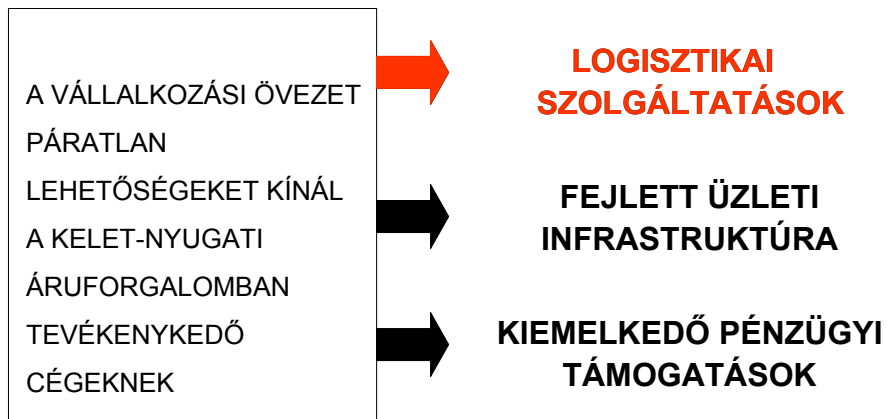 A VÁLLALKOZÁSI ÖVEZET
PÁRATLAN
LEHETŐSÉGEKET KÍNÁL
A KELET-NYUGATI
ÁRUFORGALOMBAN
TEVÉKENYKEDŐ
CÉGEKNEK
LOGISZTIKAI
SZOLGÁLTATÁSOK
FEJLETT ÜZLETI
INFRASTRUKTÚRA
KIEMELKEDŐ PÉNZÜGYI
TÁMOGATÁSOK